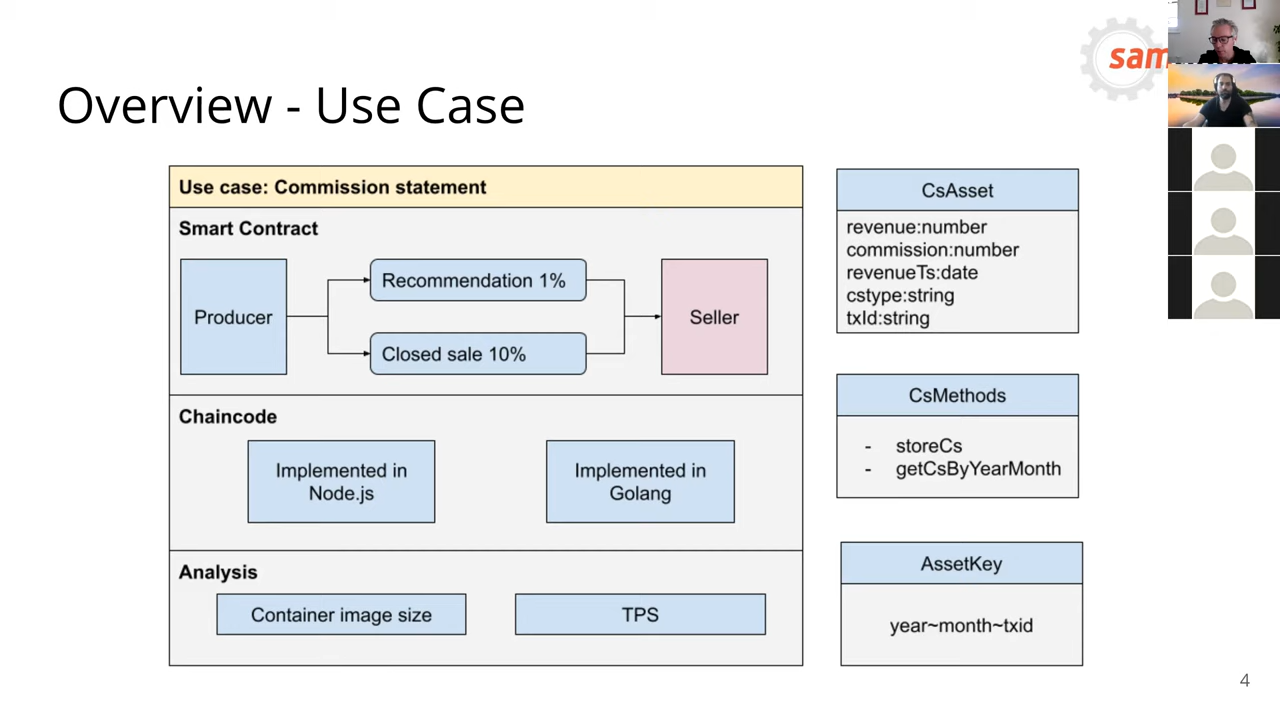 sam
Overview - Use Case
Use case: Commission statement
Smart Contract
Producer
Recommendation 1%
Closed sale 10%
Seller
Chaincode
Implemented in
Node.js
Implemented in
Golang
Analysis
Container image size
TPS
CsAsset
revenue:number
commission:number
revenueTs:date
cstype:string
txId:string
CsMethods
- storeCs
- getCsByYearMonth
AssetKey
year~month~txid
4